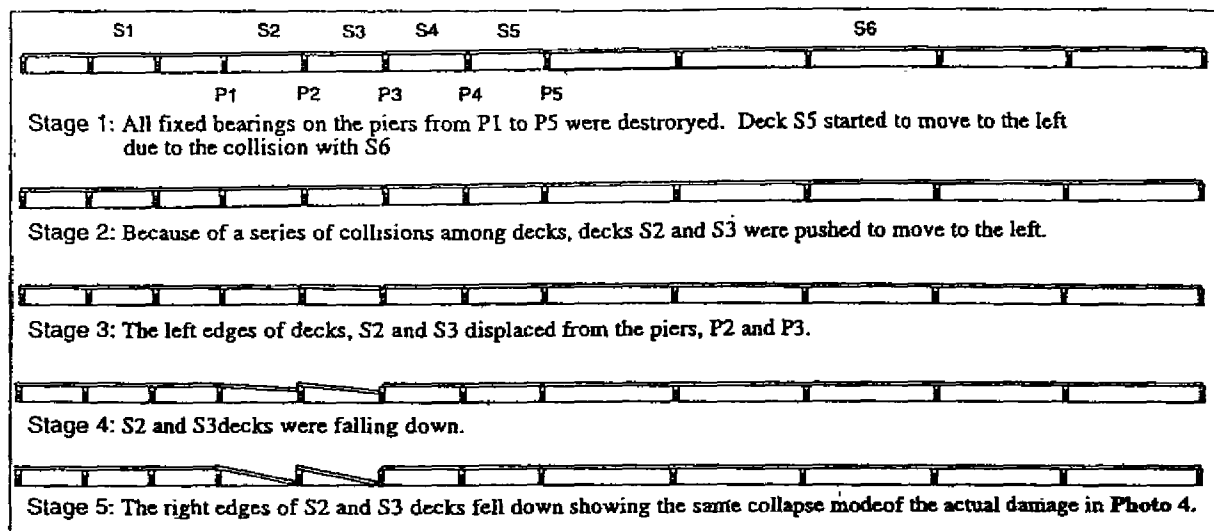 S1 S2 S3 S4 S5 S6
P1 P2 P3 P4 P5
Stage 1: All fixed bearings on the piers from P1 to P5 were destroryed. Deck S5 started to move to the left
due to the collision with S6
Stage 2: Because of a series of collisions among decks, decks S2 and S3 were pushed to move to the left.
Stage 3: The left edges of decks, S2 and S3 displaced from the piers, P2 and P3.
Stage 4: S2 and S3decks were falling down.
Stage 5: The right edges of S2 and S3 decks fell down showing the same collapse modeof the actual damage in Photo 4.